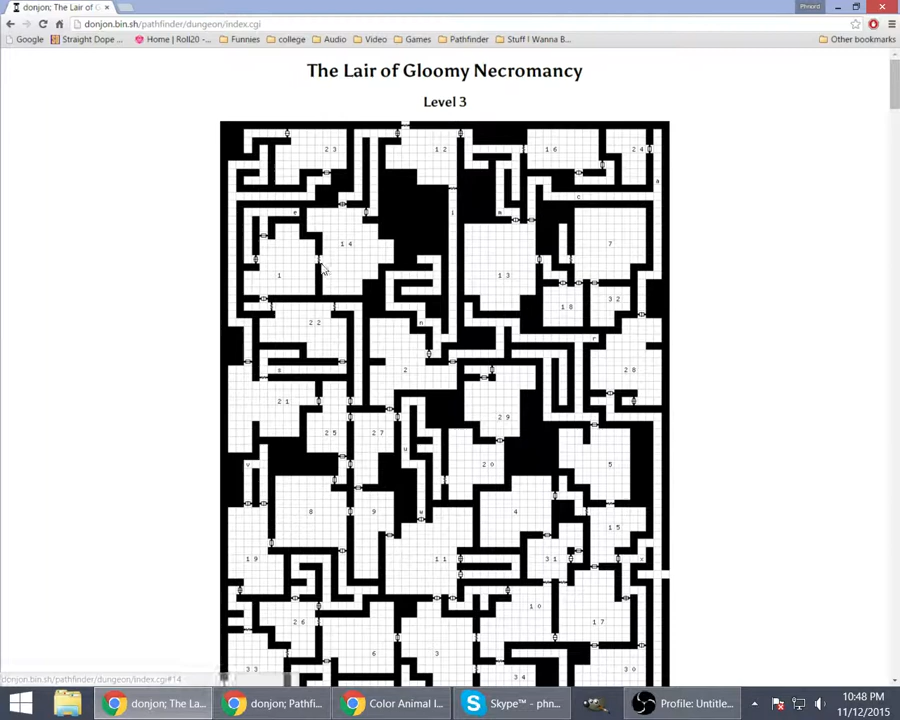 donjon; The Lair of G
Phnord
donjon.bin.sh/pathfinder/dungeon/index.cgi
Google
Straight Dope
Home | Roll20 -...
Funnies
college
Audio
Video
Games
Pathfinder
Stuff I Wanna B...
Other bookmarks
The Lair of Gloomy Necromancy
Level 3
23
12
16
24
a
c
e
i
14
7
1
13
18
32
22
n
r
2
28
s
21
29
25
27
u
20
5
v
8
9
w
4
15
19
11
31
x
10
26
17
6
3
33
34
30
donjon.bin.sh/pathfinder/dungeon/index.cgi#14
donjon; The La...
donjon; Pathfi...
Color Animal I...
Skype™ - phn...
Profile: Untitle...
10:48 PM
11/12/2015